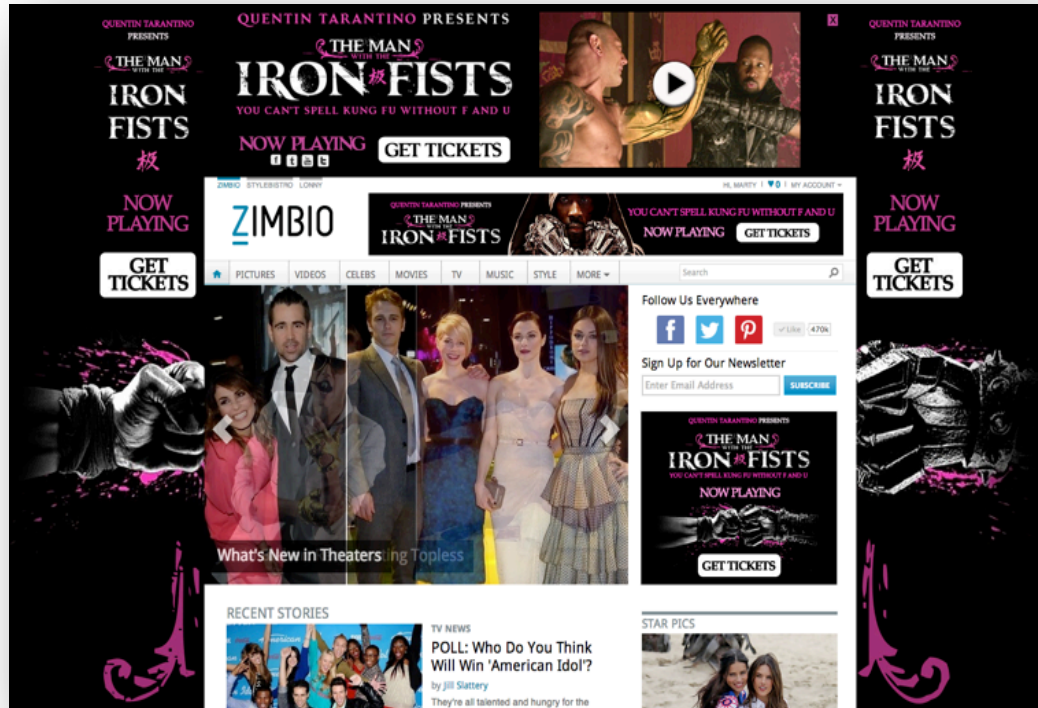 QUENTIN TARANTINO
PRESENTS
THE MAN
WITH THE
IRON
FISTS
极
NOW
PLAYING
GET
TICKETS
QUENTIN TARANTINO PRESENTS
THE MAN
WITH THE
IRON 极 FISTS
YOU CAN'T SPELL KUNG FU WITHOUT F AND U
NOW PLAYING
GET TICKETS
X
QUENTIN TARANTINO
PRESENTS
THE MAN
WITH THE
IRON
FISTS
极
NOW
PLAYING
GET
TICKETS
ZIMBIO STYLEBISTRO LONNY
HI, MARTY | 0 | MY ACCOUNT
ZIMBIO
QUENTIN TARANTINO PRESENTS
THE MAN
WITH THE
IRON 极 FISTS
YOU CAN'T SPELL KUNG FU WITHOUT F AND U
NOW PLAYING GET TICKETS
PICTURES VIDEOS CELEBS MOVIES TV MUSIC STYLE MORE
Search
What's New in Theaters ing Topless
Follow Us Everywhere
Like 470k
Sign Up for Our Newsletter
Enter Email Address SUBSCRIBE
QUENTIN TARANTINO PRESENTS
THE MAN
WITH THE
IRON 极 FISTS
YOU CAN'T SPELL KUNG FU WITHOUT F AND U
NOW PLAYING
GET TICKETS
RECENT STORIES
TV NEWS
POLL: Who Do You Think
Will Win 'American Idol'?
by Jill Slattery
They're all talented and hungry for the
STAR PICS